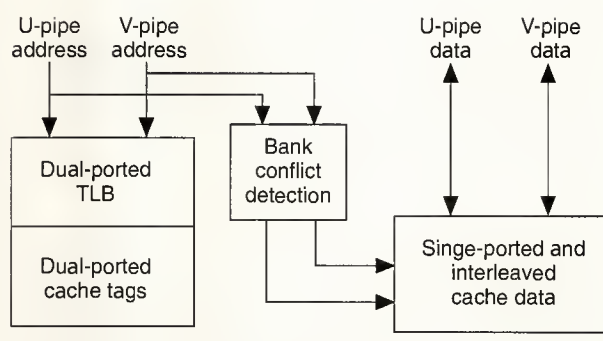 U-pipe
address
V-pipe
address
U-pipe
data
V-pipe
data
Dual-ported
TLB
Bank
conflict
detection
Dual-ported
cache tags
Singe-ported and
interleaved
cache data